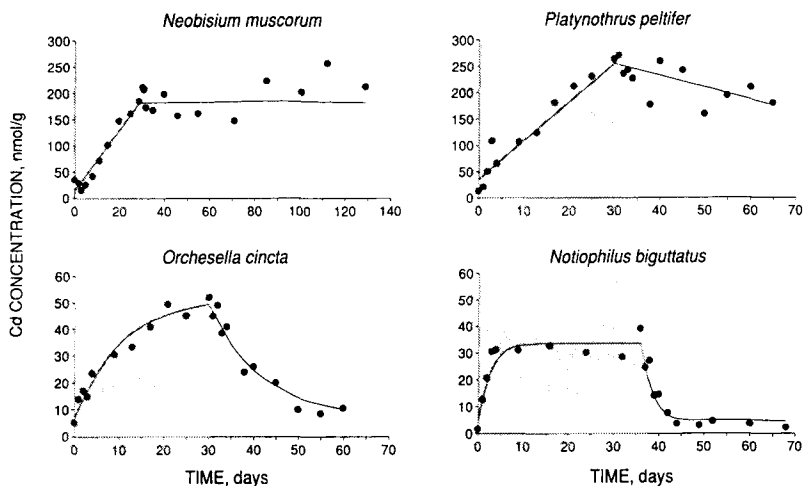 Neobisium muscorum
Platynothrus peltifer
300
250
200
150
100
50
0
0 20 40 60 80 100 120 140
300
250
200
150
100
50
0
0 10 20 30 40 50 60 70
Cd CONCENTRATION, nmol/g
Orchesella cincta
Notiophilus biguttatus
60
50
40
30
20
10
0
0 10 20 30 40 50 60 70
60
50
40
30
20
10
0
0 10 20 30 40 50 60 70
TIME, days
TIME, days